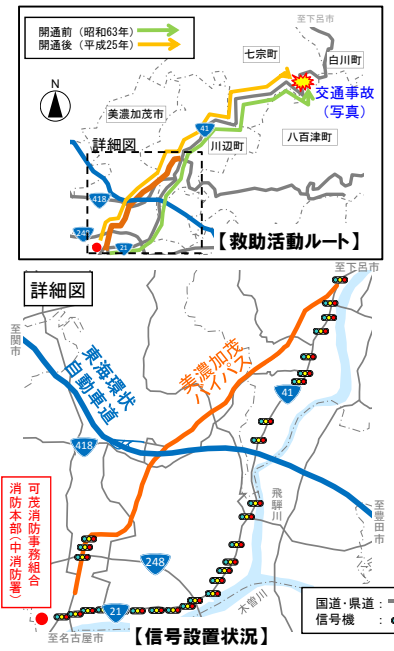 至下呂市
開通前(昭和63年)
開通後(平成25年)
七宗町
白川町
N
交通事故
(写真)
美濃加茂市
41
川辺町
八百津町
詳細図
418
248
21
【救助活動ルート】
詳細図
至下呂市
至関市
東海環状
自動車道
美濃加茂
バイパス
41
418
可茂消防事務組合
消防本部(中消防署)
飛騨川
至豊田市
248
木曽川
21
国道・県道:
信号機 :
至名古屋市
【信号設置状況】